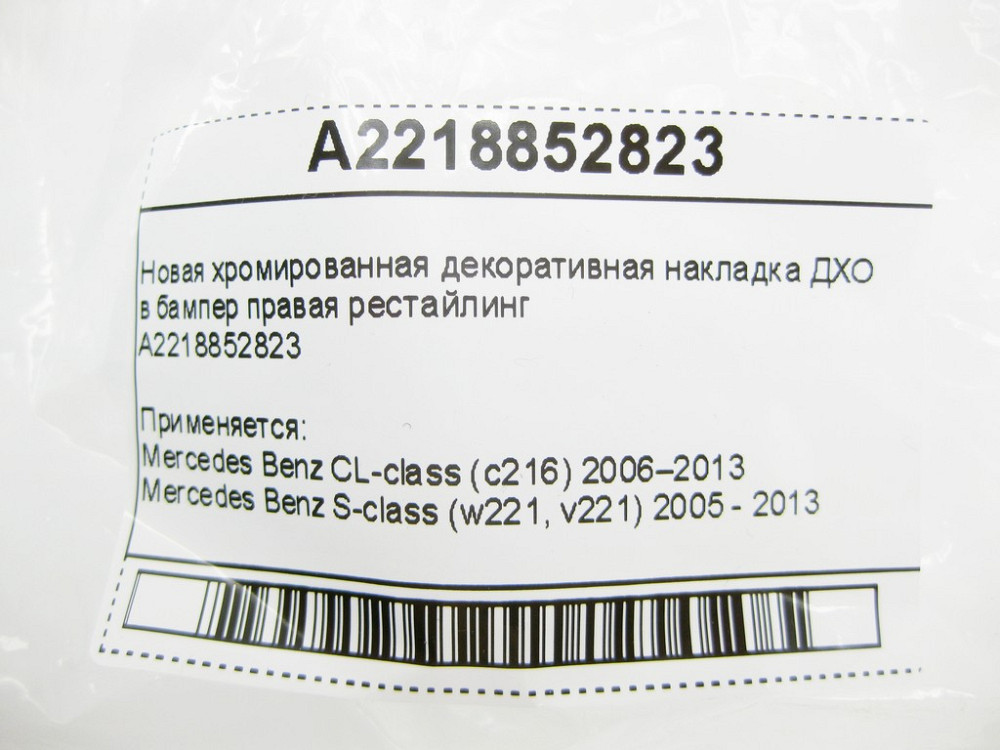 A2218852823
Новая хромированная декоративная накладка ДХО
в бампер правая рестайлинг
A2218852823
Применяется:
Mercedes Benz CL-class (c216) 2006–2013
Mercedes Benz S-class (w221, v221) 2005 - 2013